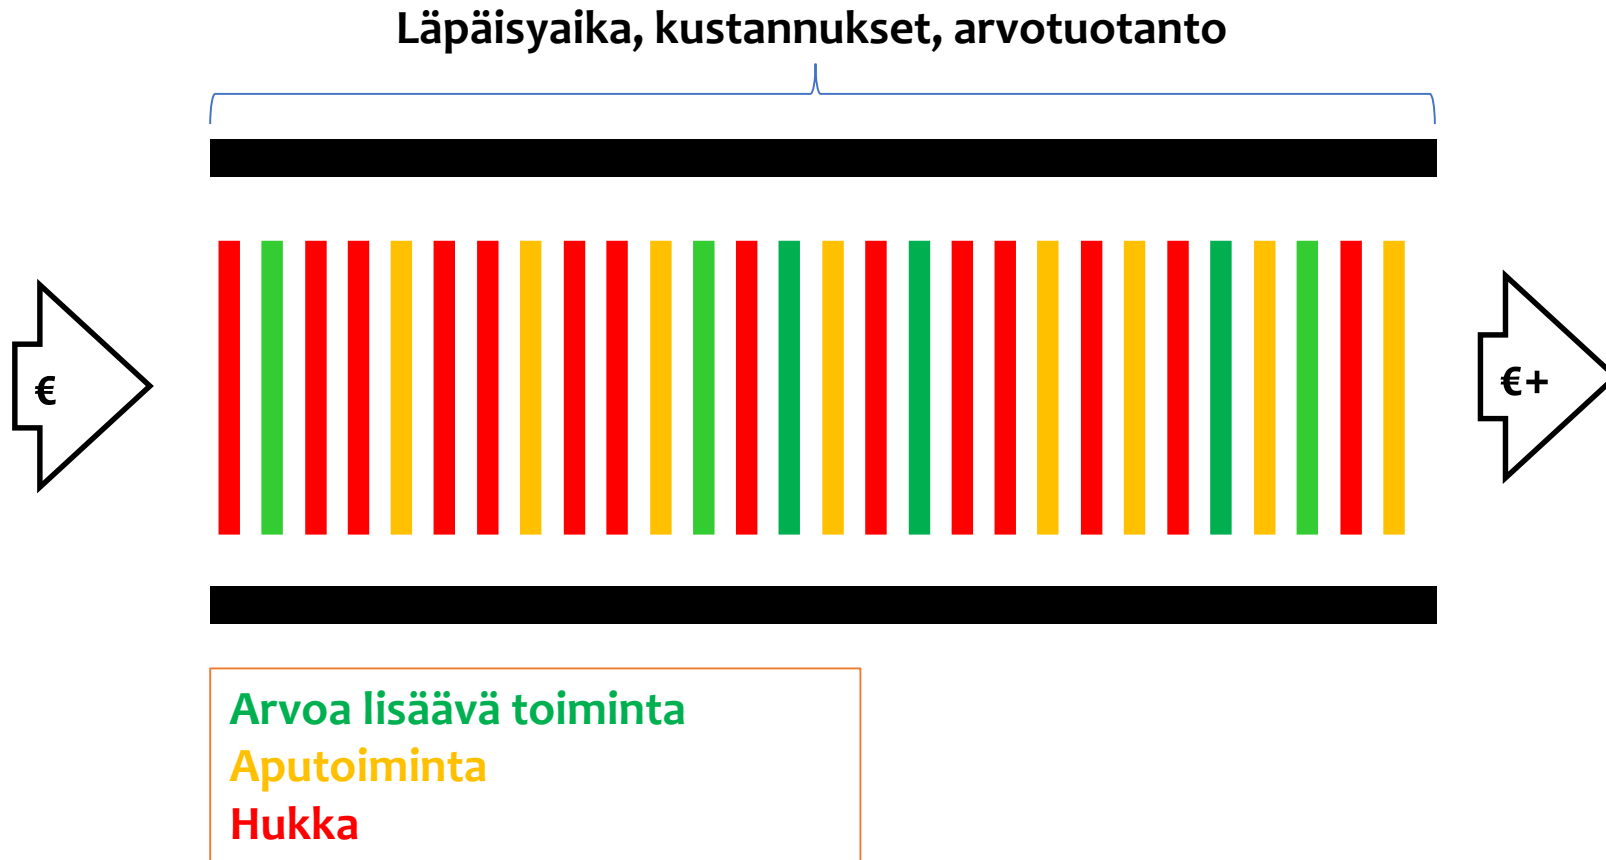 Läpäisyaika, kustannukset, arvotuotanto
€
€+
Arvoa lisäävä toiminta
Aputoiminta
Hukka